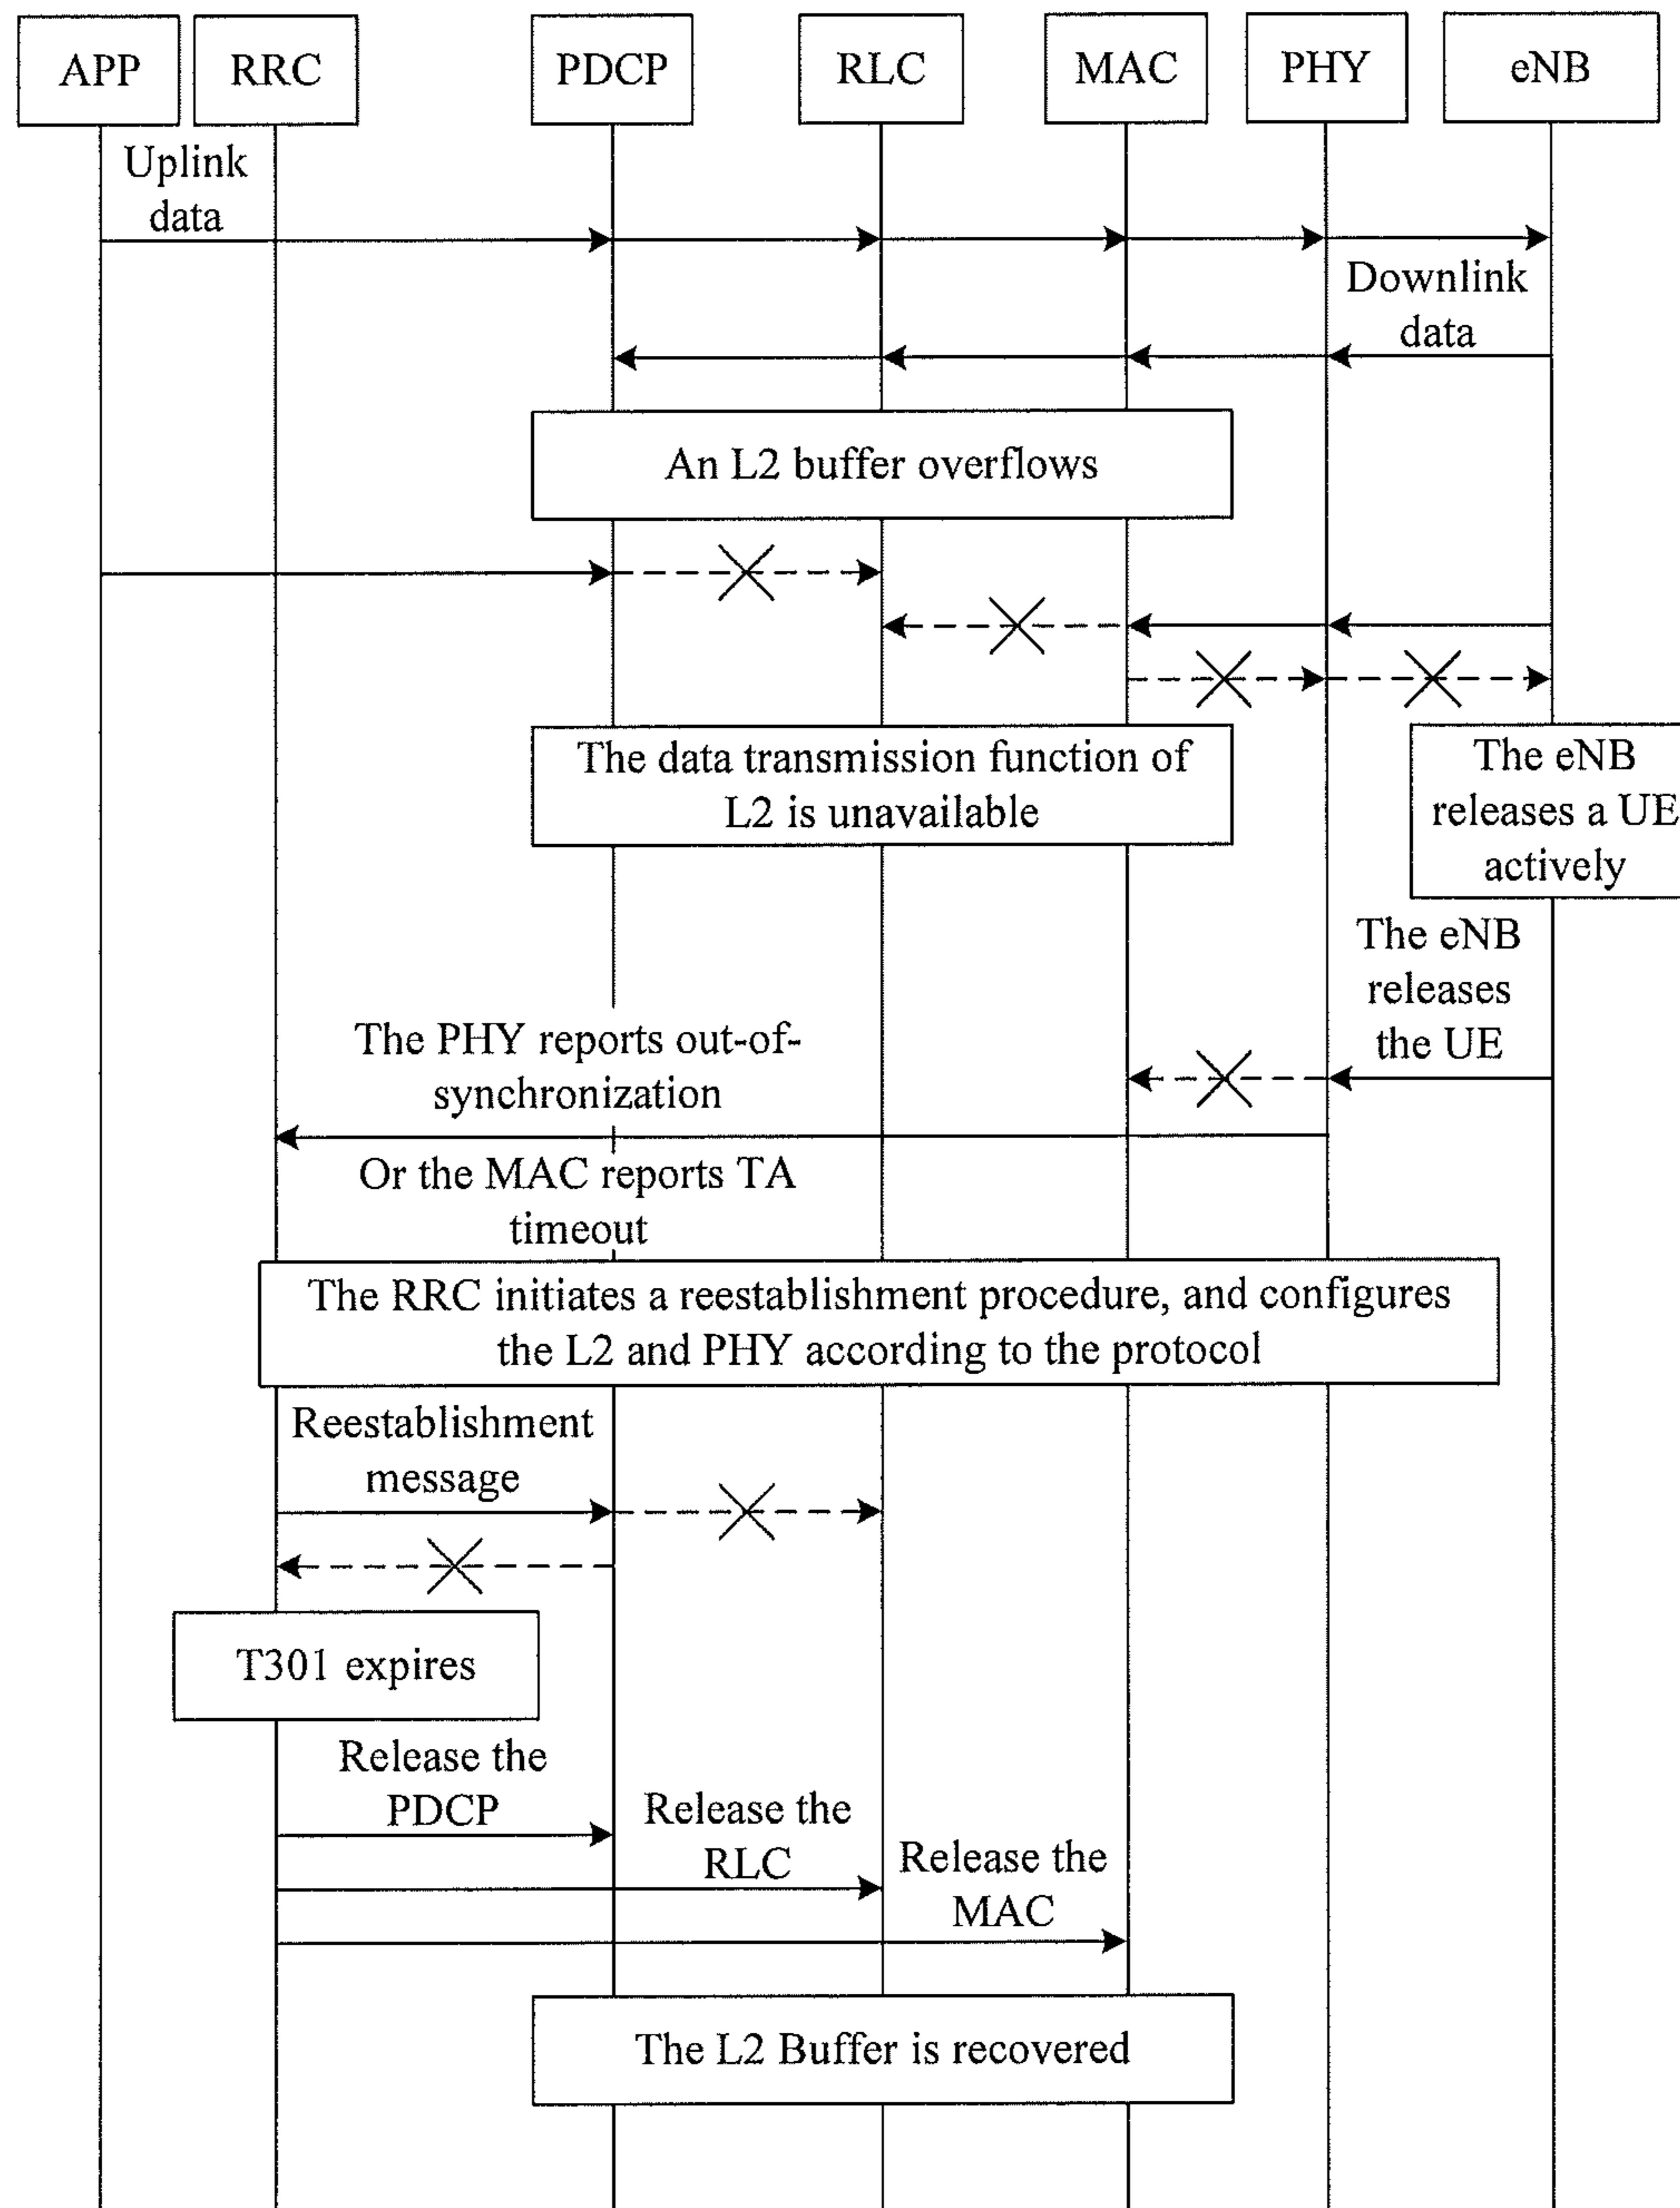 APP
RRC
PDCP
RLC
MAC
PHY
eNB
Uplink
data
Downlink
data
An L2 buffer overflows
The data transmission function of
L2 is unavailable
The eNB
releases a UE
actively
The eNB
releases
the UE
The PHY reports out-of-
synchronization
Or the MAC reports TA
timeout
The RRC initiates a reestablishment procedure, and configures
the L2 and PHY according to the protocol
Reestablishment
message
T301 expires
Release the
PDCP
Release the
RLC
Release the
MAC
The L2 Buffer is recovered